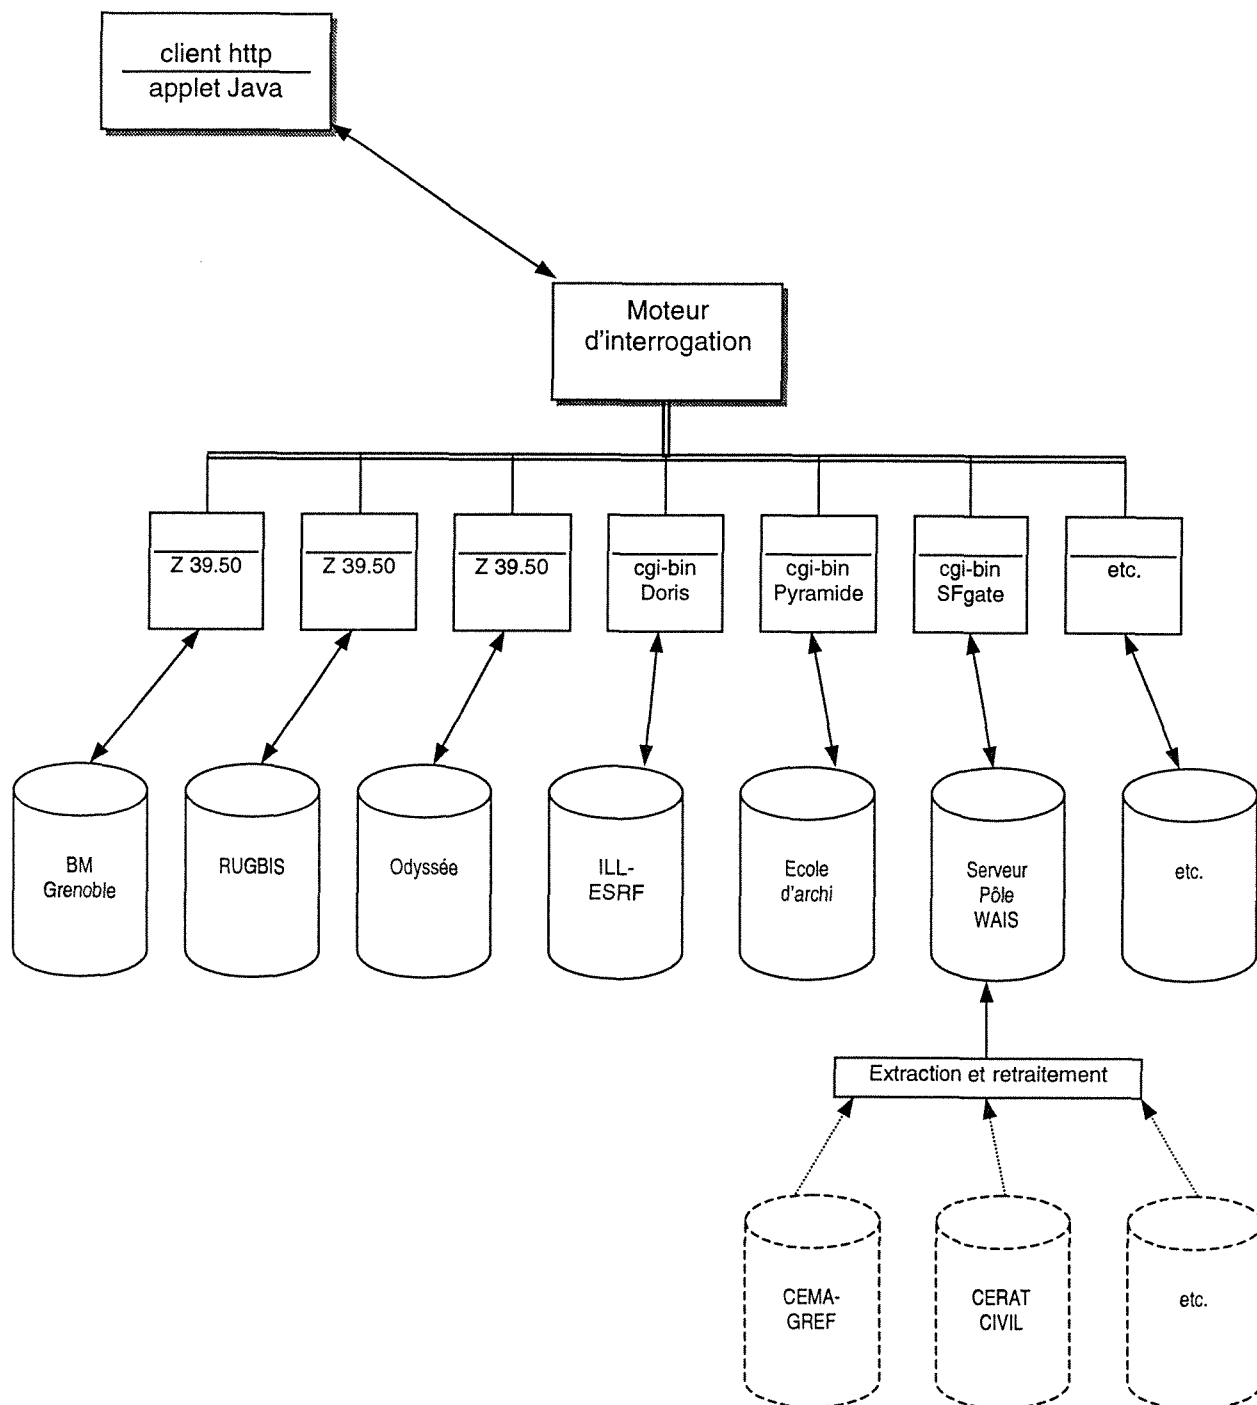 client http
applet Java
Moteur
d'interrogation
Z 39.50
Z 39.50
Z 39.50
cgi-bin
Doris
cgi-bin
Pyramide
cgi-bin
SFgate
etc.
BM
Grenoble
RUGBIS
Odyssée
ILL-
ESRF
Ecole
d'archi
Serveur
Pôle
WAIS
etc.
Extraction et retraitement
CEMA-
GREF
CERAT
CIVIL
etc.